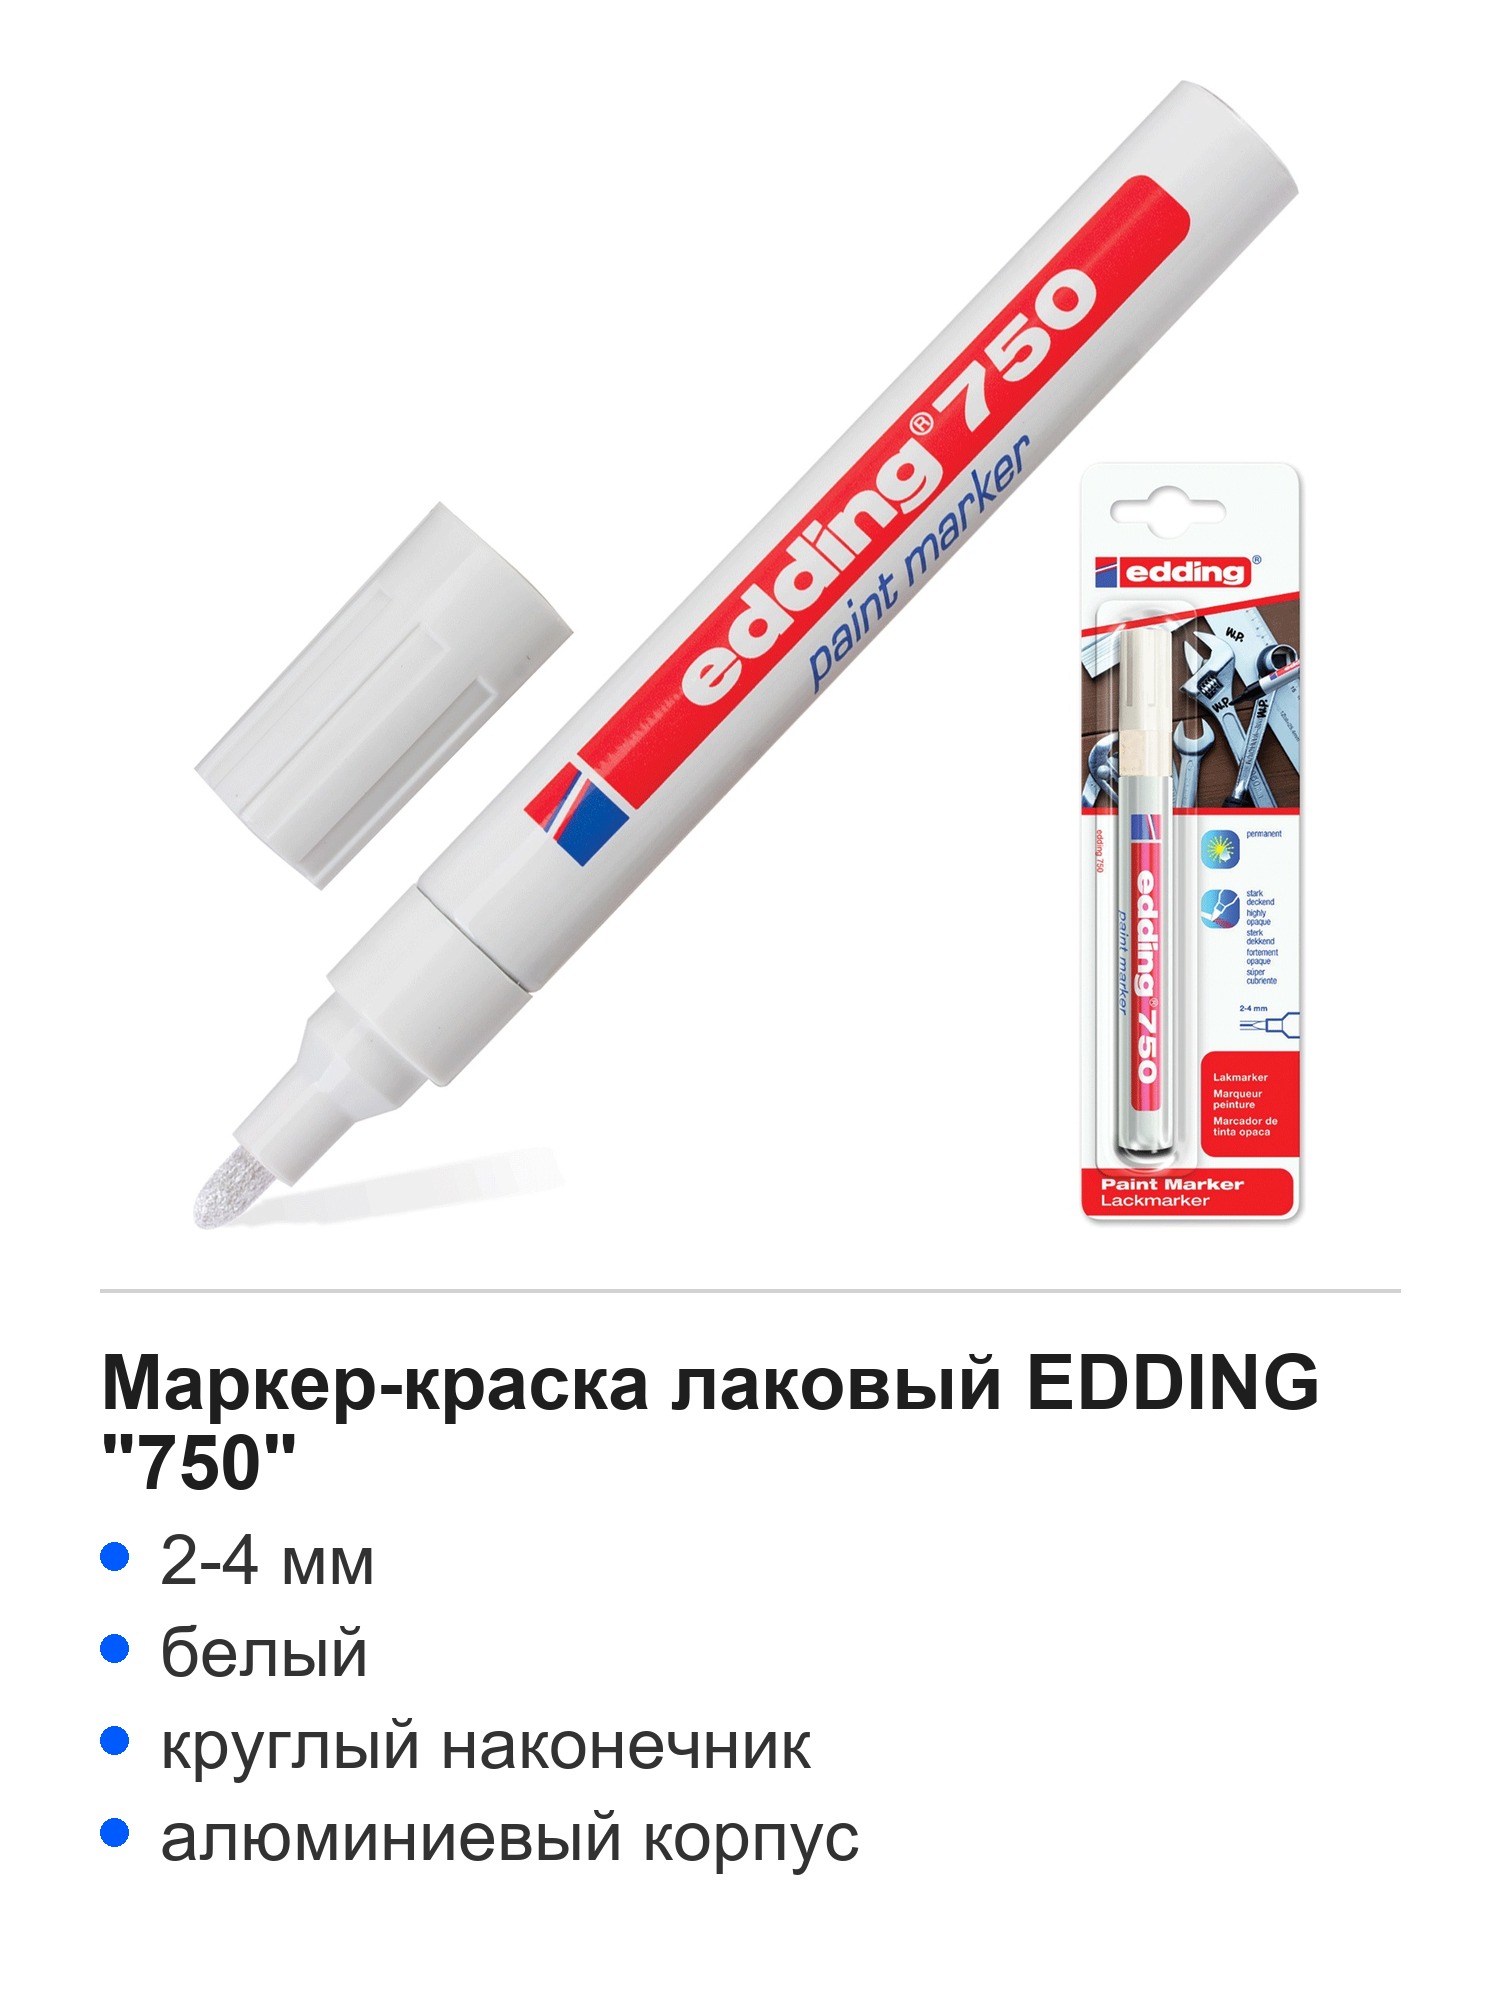 edding® 750
paint marker
edding®
W.P.
W.P.
W.P.
edding 750
edding® 750
paint marker
permanent
stark
deckend
highly
opaque
sterk
dekkend
fortement
opaque
súper
cubriente
2-4 mm
Lakmarker
Marqueur
peinture
Marcador de
tinta opaca
Paint Marker
Lackmarker
Маркер-краска лаковый EDDING
"750"
2-4 мм
белый
круглый наконечник
алюминиевый корпус